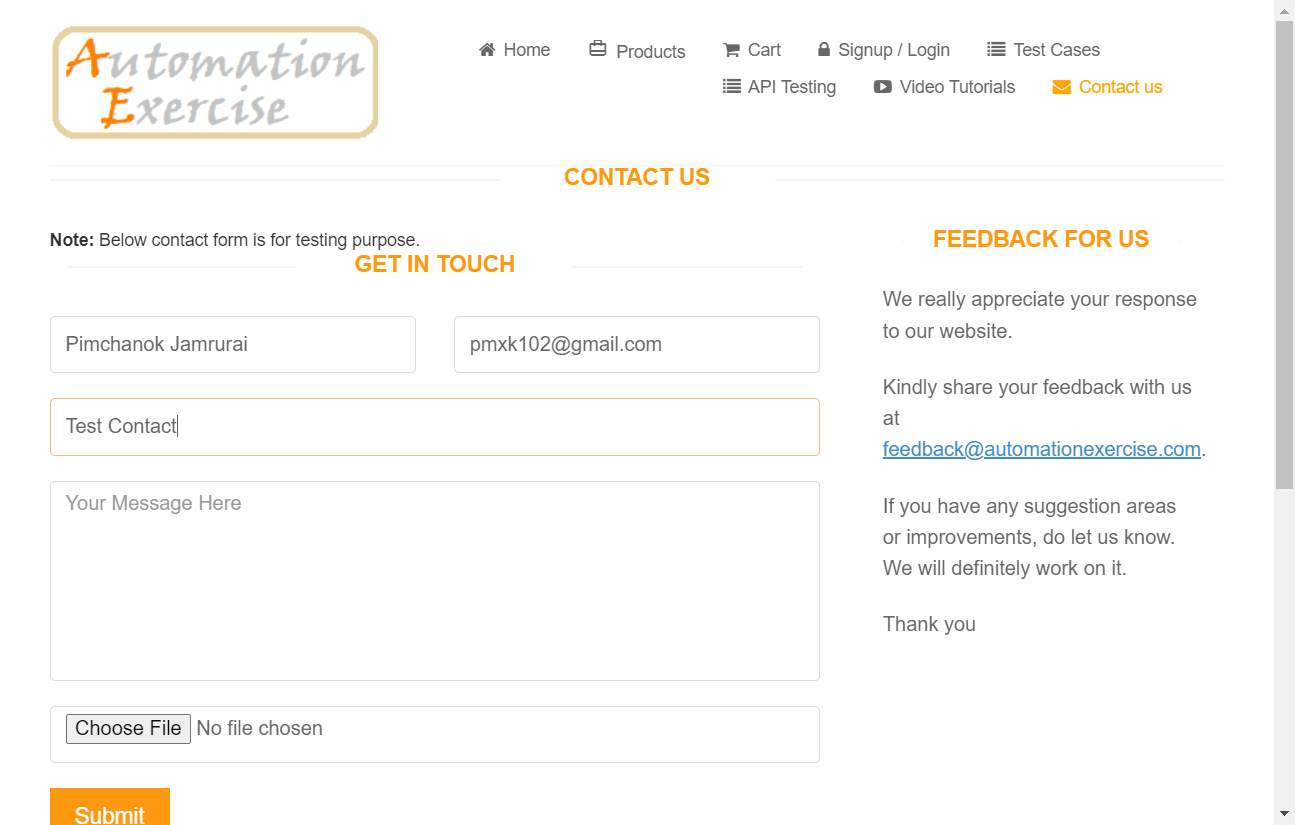 Automation
Exercise
Home Products Cart Signup / Login Test Cases
API Testing Video Tutorials Contact us
CONTACT US
Note: Below contact form is for testing purpose.
GET IN TOUCH
Pimchanok Jamrurai pmxk102@gmail.com
Test Contact
Your Message Here
Choose File No file chosen
Submit
FEEDBACK FOR US
We really appreciate your response
to our website.
Kindly share your feedback with us
at
feedback@automationexercise.com.
If you have any suggestion areas
or improvements, do let us know.
We will definitely work on it.
Thank you